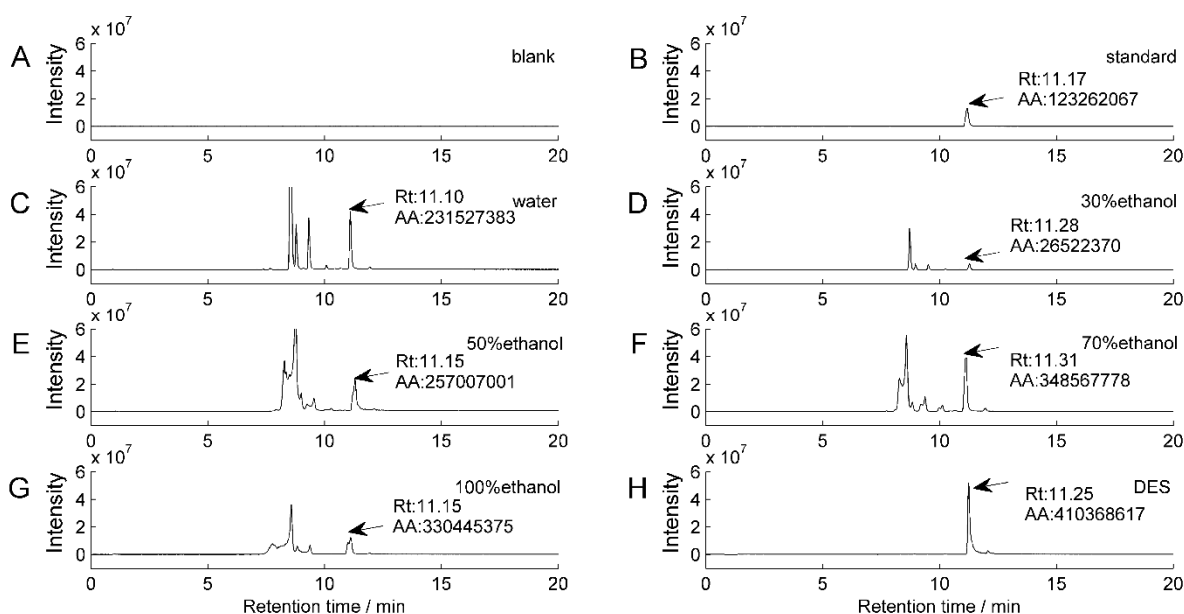 A
x 10^7
Intensity
6
4
2
0
blank
0 5 10 15 20
B
x 10^7
Intensity
6
4
2
0
standard
Rt:11.17
AA:123262067
0 5 10 15 20
C
x 10^7
Intensity
6
4
2
0
water
Rt:11.10
AA:231527383
0 5 10 15 20
D
x 10^7
Intensity
6
4
2
0
30%ethanol
Rt:11.28
AA:26522370
0 5 10 15 20
E
x 10^7
Intensity
6
4
2
0
50%ethanol
Rt:11.15
AA:257007001
0 5 10 15 20
F
x 10^7
Intensity
6
4
2
0
70%ethanol
Rt:11.31
AA:348567778
0 5 10 15 20
G
x 10^7
Intensity
6
4
2
0
100%ethanol
Rt:11.15
AA:330445375
0 5 10 15 20
Retention time / min
H
x 10^7
Intensity
6
4
2
0
DES
Rt:11.25
AA:410368617
0 5 10 15 20
Retention time / min